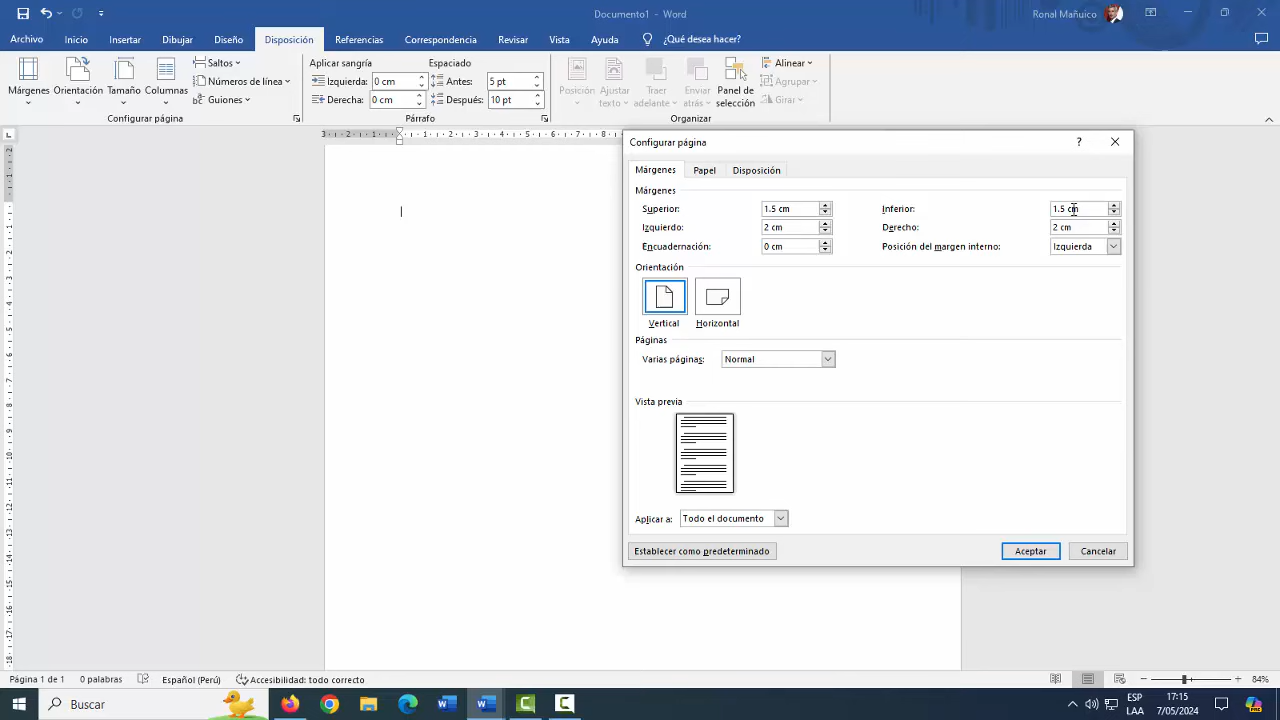 Documento1 - Word
Ronal Mañuico
Archivo Inicio Insertar Dibujar Diseño Disposición Referencias Correspondencia Revisar Vista Ayuda ¿Qué desea hacer?
Márgenes Orientación Tamaño Columnas
Saltos
Números de línea
Guiones
Configurar página
Aplicar sangría Espaciado
Izquierda: 0 cm Antes: 5 pt
Derecha: 0 cm Después: 10 pt
Párrafo
Posición Ajustar texto Traer adelante Enviar atrás Panel de selección
Alinear
Agrupar
Girar
Organizar
Configurar página ?
Márgenes Papel Disposición
Márgenes
Superior: 1.5 cm Inferior: 1.5 cm
Izquierdo: 2 cm Derecho: 2 cm
Encuadernación: 0 cm Posición del margen interno: Izquierda
Orientación
Vertical Horizontal
Páginas
Varias páginas: Normal
Vista previa
Aplicar a: Todo el documento
Establecer como predeterminado Aceptar Cancelar
Página 1 de 1 0 palabras Español (Perú) Accesibilidad: todo correcto 84%
Buscar
ESP 17:15
LAA 7/05/2024